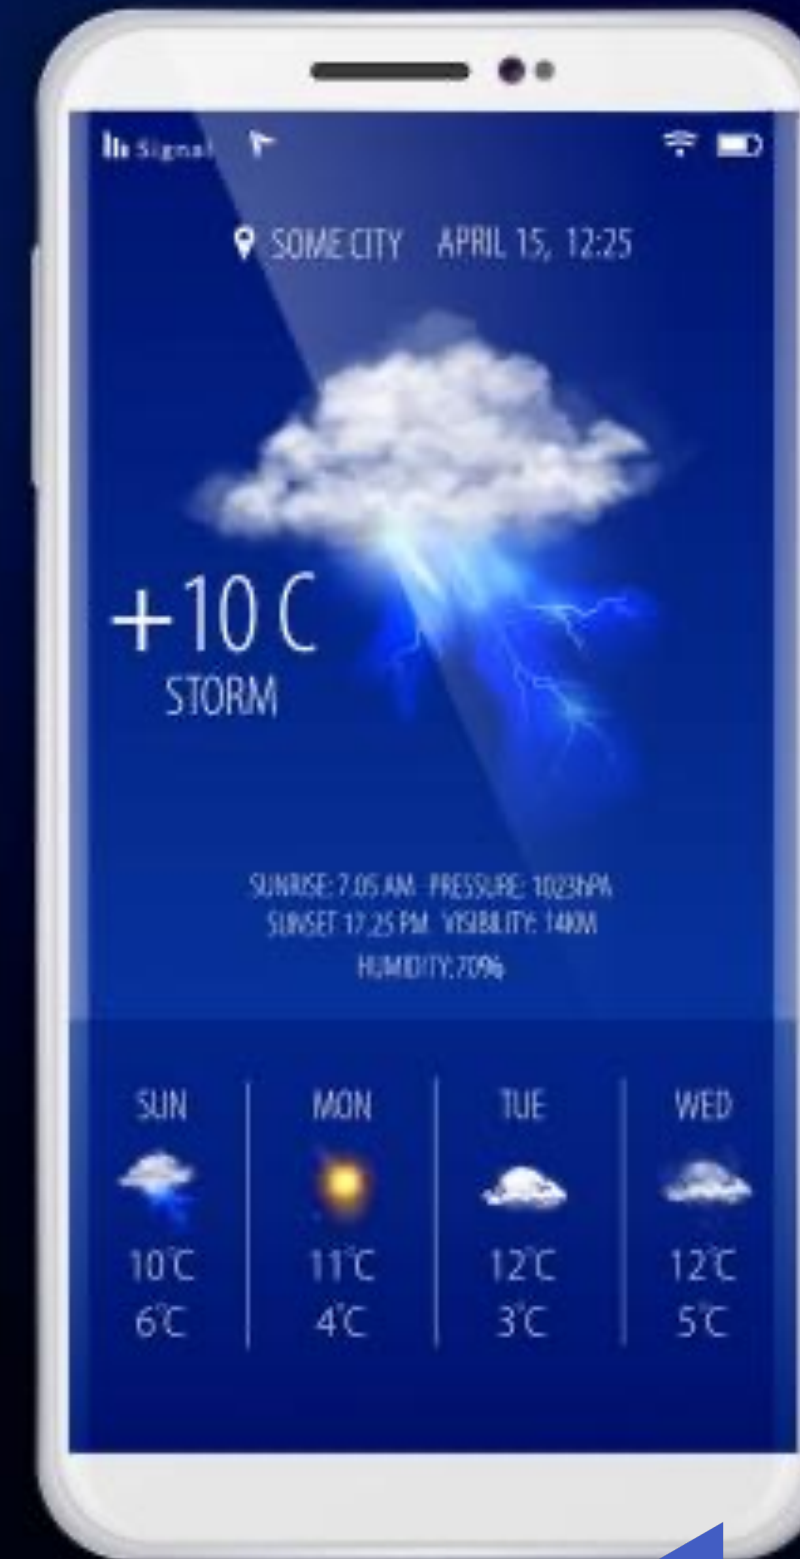 Signal
SOME CITY APRIL 15, 12:25
+10 C
STORM
SUNRISE: 7.05 AM PRESSURE: 1023hPA
SUNSET 17.25 PM VISIBILITY: 14KM
HUMIDITY:70%
SUN MON TUE WED
10°C 11°C 12°C 12°C
6°C 4°C 3°C 5°C